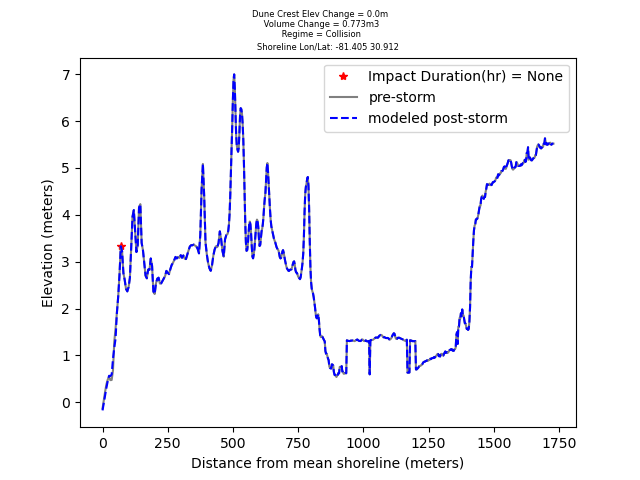 Dune Crest Elev Change = 0.0m
Volume Change = 0.773m3
Regime = Collision
Shoreline Lon/Lat: -81.405 30.912
Impact Duration(hr) = None
pre-storm
modeled post-storm
7
6
5
4
3
2
1
0
Elevation (meters)
0 250 500 750 1000 1250 1500 1750
Distance from mean shoreline (meters)